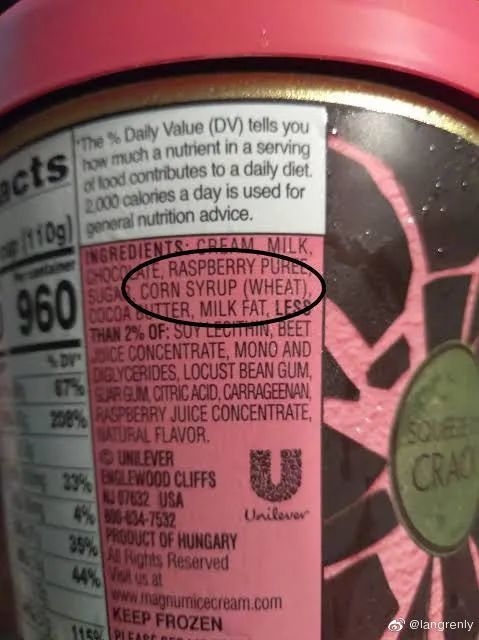 *The % Daily Value (DV) tells you
how much a nutrient in a serving
of food contributes to a daily diet.
2,000 calories a day is used for
general nutrition advice.
acts
(110g)
Per container
960
% DV*
67%
208%
33%
4%
35%
44%
115%
INGREDIENTS: CREAM, MILK,
CHOCOLATE, RASPBERRY PUREE,
SUGAR, CORN SYRUP (WHEAT),
COCOA BUTTER, MILK FAT, LESS
THAN 2% OF: SOY LECITHIN, BEET
JUICE CONCENTRATE, MONO AND
DIGLYCERIDES, LOCUST BEAN GUM,
GUAR GUM, CITRIC ACID, CARRAGEENAN,
RASPBERRY JUICE CONCENTRATE,
NATURAL FLAVOR.
© UNILEVER
ENGLEWOOD CLIFFS
NJ 07632 USA
800-634-7532
PRODUCT OF HUNGARY
All Rights Reserved
Visit us at
www.magnumicecream.com
KEEP FROZEN
Unilever
SQUEEZE
CRAC
@langrenly